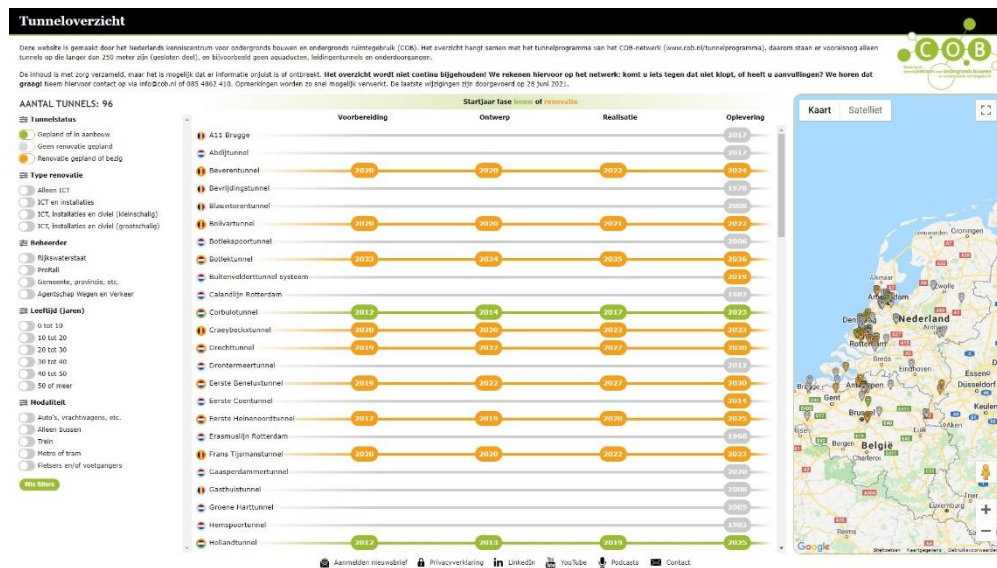 Tunneloverzicht
Deze website is gemaakt door het Nederlands kenniscentrum voor ondergronds bouwen en ondergronds ruimtegebruik (COB). Het overzicht hangt samen met het tunnelprogramma van het COB-netwerk (www.cob.nl/tunnelprogramma), daarom staan er vooralsnog alleen
tunnels op die langer dan 250 meter zijn (gesloten deel), en bijvoorbeeld geen aquaducten, leidingentunnels en onderdoorgangen.
De inhoud is met zorg verzameld, maar het is mogelijk dat er informatie onjuist is of ontbreekt. Het overzicht wordt niet continu bijgehouden! We rekenen hiervoor op het netwerk: komt u iets tegen dat niet klopt, of heeft u aanvullingen? We horen dat
graag! Neem hiervoor contact op via info@cob.nl of 085 4862 410. Opmerkingen worden zo snel mogelijk verwerkt. De laatste wijzigingen zijn doorgevoerd op 28 juni 2021.
COB
AANTAL TUNNELS: 96
Tunnelstatus
Gepland of in aanbouw
Geen renovatie gepland
Renovatie gepland of bezig
Type renovatie
Alleen ICT
ICT en installaties
ICT, installaties en civiel (kleinschalig)
ICT, installaties en civiel (grootschalig)
Beheerder
Rijkswaterstaat
ProRail
Gemeente, provincie, etc.
Agentschap Wegen en Verkeer
Leeftijd (jaren)
0 tot 10
10 tot 20
20 tot 30
30 tot 40
40 tot 50
50 of meer
Modaliteit
Auto's, vrachtwagens, etc.
Alleen bussen
Trein
Metro of tram
Fietsers en/of voetgangers
Wis filters
Startjaar fase bouw of renovatie
Voorbereiding Ontwerp Realisatie Oplevering
A11 Brugge 2017
Abdijtunnel 2017
Beverentunnel 2020 2020 2023 2024
Bevrijdingstunnel 1978
Blauwtorentunnel 2009
Bolivartunnel 2020 2020 2021 2022
Botlekspoortunnel 2006
Botlektunnel 2033 2034 2035 2036
Buitenvelderttunnel systeem 2019
Calandlijn Rotterdam 1982
Corbulotunnel 2012 2014 2017 2023
Craeybeckxtunnel 2020 2020 2022 2023
Drechttunnel 2019 2022 2027 2030
Drontermeertunnel 2012
Eerste Beneluxtunnel 2019 2022 2027 2030
Eerste Coentunnel 2014
Eerste Heinenoordtunnel 2017 2019 2020 2025
Erasmuslijn Rotterdam 1968
Frans Tijsmanstunnel 2020 2020 2022 2023
Gaasperdammertunnel 2020
Gasthuistunnel 2008
Groene Harttunnel 2005
Hemspoortunnel 1983
Hollandtunnel 2012 2013 2019 2025
Kaart Satelliet
Leeuwarden Groningen
Alkmaar
Zwolle
Amsterdam
Nederland
Arnhem
Rotterdam
Breda
Eindhoven
Essen
Antwerpen
Düsseldorf
Gent
Keulen
Brussel
Aken
Luik
Bergen België
Charleroi
Trier
Luxemburg
Reims
Google
Sneltoetsen Kaartgegevens Gebruiksvoorwaarden
Aanmelden nieuwsbrief Privacyverklaring LinkedIn YouTube Podcasts Contact